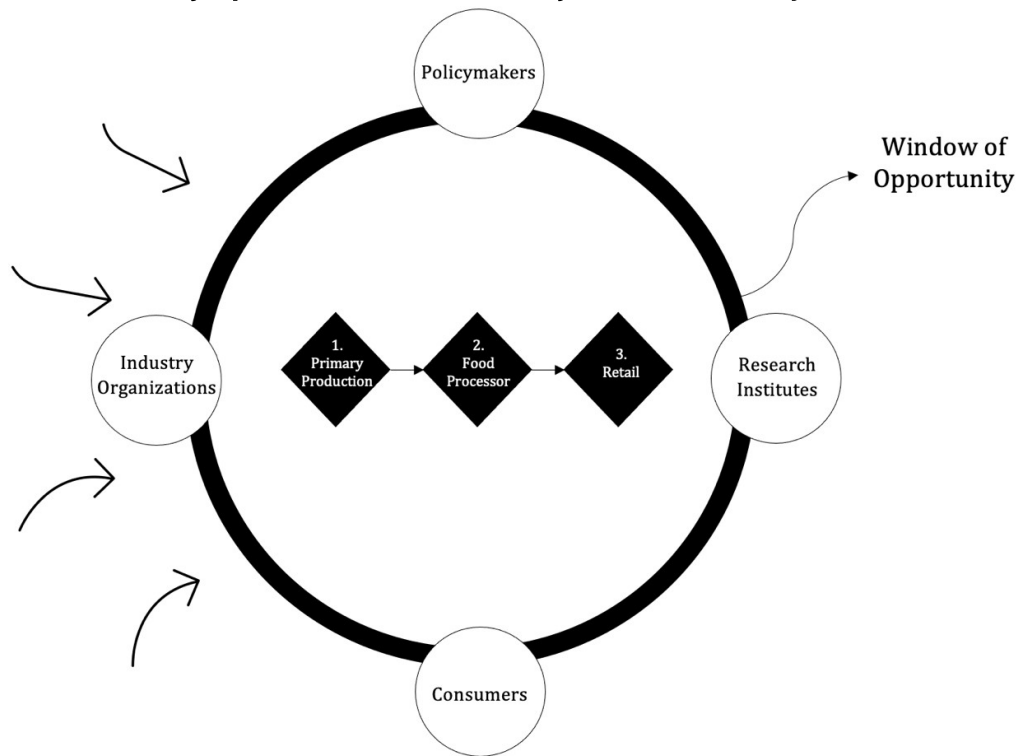 Policymakers
Window of
Opportunity
Industry
Organizations
1.
Primary
Production
2.
Food
Processor
3.
Retail
Research
Institutes
Consumers